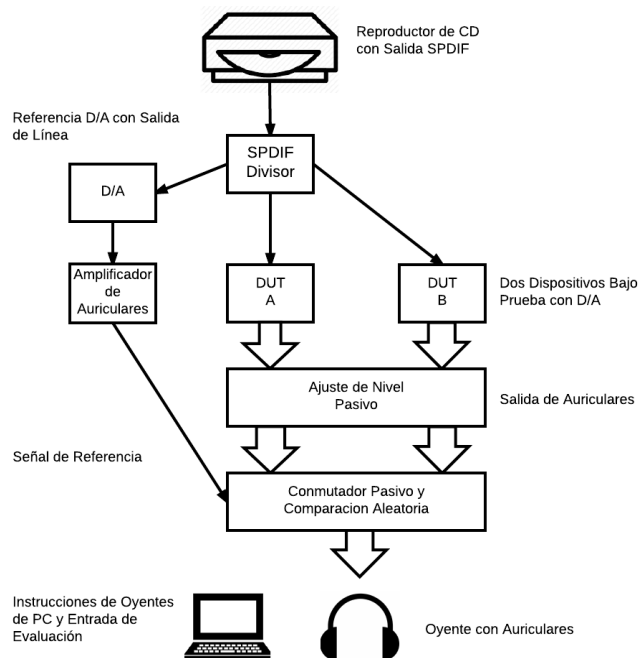 Reproductor de CD
con Salida SPDIF
Referencia D/A con Salida
de Línea
SPDIF
Divisor
D/A
Amplificador
de
Auriculares
DUT
A
DUT
B
Dos Dispositivos Bajo
Prueba con D/A
Ajuste de Nivel
Pasivo
Salida de Auriculares
Señal de Referencia
Conmutador Pasivo y
Comparacion Aleatoria
Instrucciones de Oyentes
de PC y Entrada de
Evaluación
Oyente con Auriculares